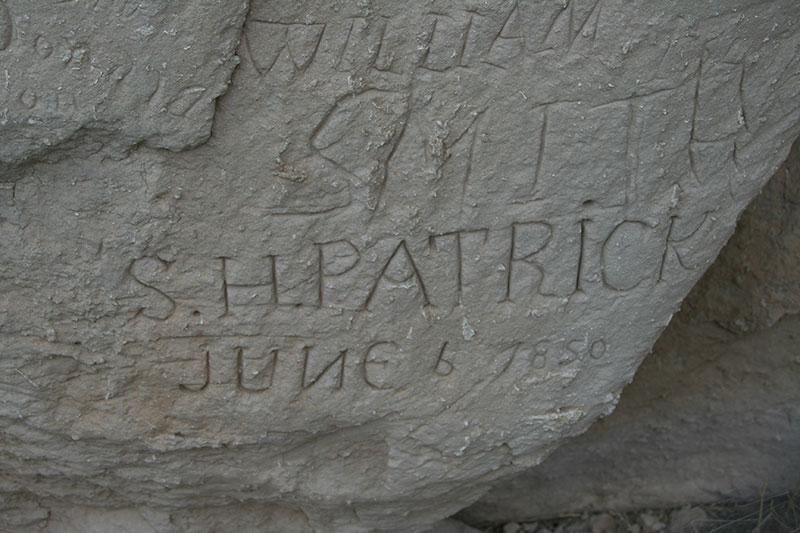 WILLIAM
SMITH
S.H.PATRICK
JUNE 6 1850